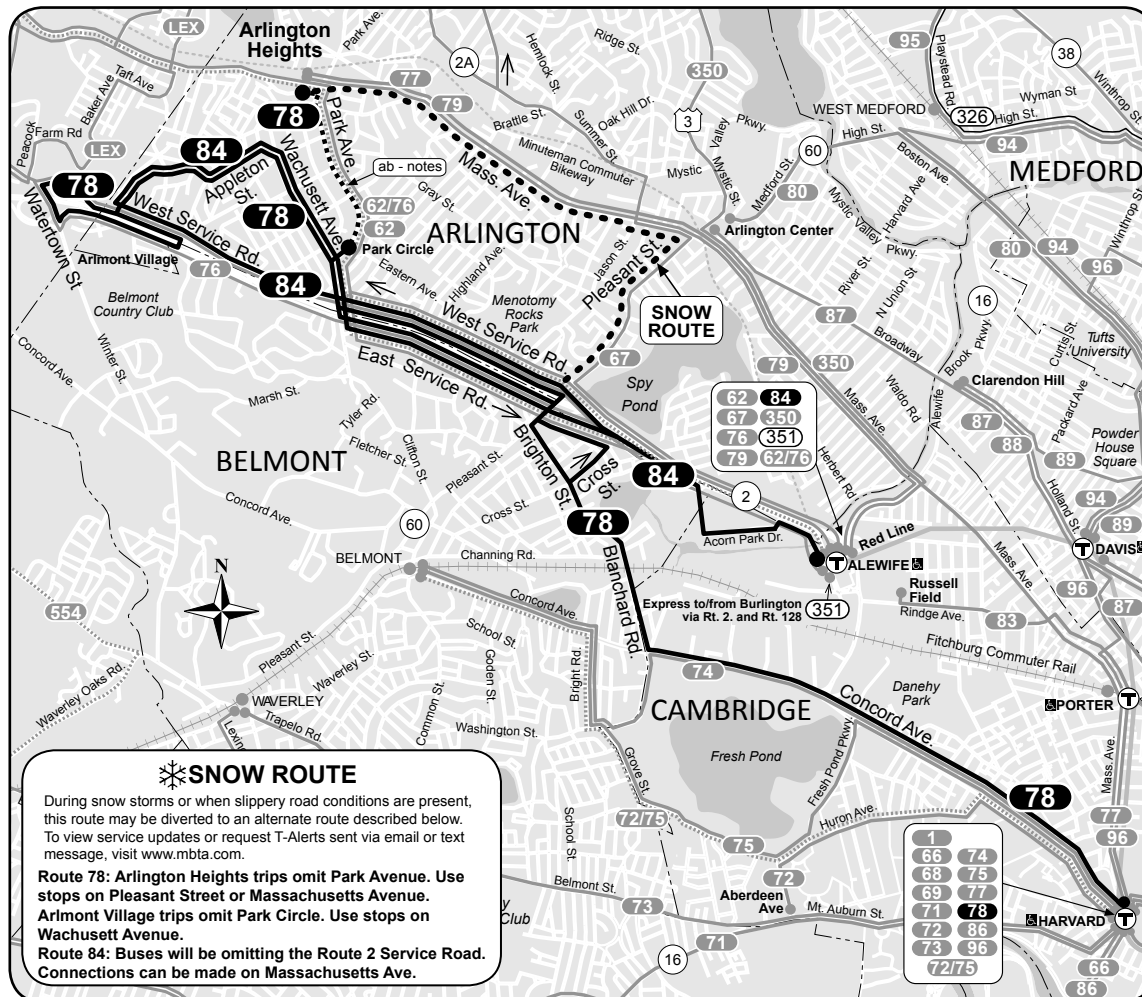 LEX
Arlington
Heights
Park Ave.
Hemlock St.
Ridge St.
2A
350
95
Playstead Rd.
38
Winthrop St.
Taft Ave
Baker Ave
77
79
Brattle St.
Summer St.
Oak Hill Dr.
3
Valley
Pkwy.
WEST MEDFORD
Wyman St
326
High St.
High St.
94
60
Peacock
Farm Rd
LEX
78
Park Ave.
ab - notes
Mass. Ave.
Minuteman Commuter
Bikeway
Mystic
Mystic St.
Medford St.
80
Boston Ave.
MEDFORD
84
Appleton
St.
Wachusett Ave.
78
62/76
62
Gray St.
ARLINGTON
Arlington Center
Mystic
Valley
Pkwy.
Harvard Ave
80
94
96
Winthrop St.
78
Watertown St
West Service Rd.
Park Circle
Jason St.
Pleasant St.
River St.
N Union St.
Arlmont Village
76
84
Eastern Ave.
Highland Ave.
Menotomy
Rocks
Park
SNOW
ROUTE
87
Broadway
16
Belmont
Country Club
West Service Rd.
67
79
350
Brook
Pkwy.
Curtis St.
Tufts
University
Concord Ave.
Winter St.
East Service Rd.
Spy
Pond
62 84
67 350
76 351
79 62/76
Mass. Ave.
Waldo Rd
Alewife
Clarendon Hill
87
88
Packard Ave
Marsh St.
Tyler Rd.
Fletcher St.
Clifton St.
Pleasant St.
Brighton St.
Cross St.
84
2
Herbert Rd
89
Powder
House
Square
BELMONT
Concord Ave.
Cross St.
78
Holland St.
94
89
60
Acorn Park Dr.
Red Line
T
DAVIS
BELMONT
Channing Rd.
T
ALEWIFE
Mass. Ave
96
N
Blanchard Rd.
Express to/from Burlington
via Rt. 2. and Rt. 128
351
Russell
Field
Rindge Ave.
83
87
554
Concord Ave.
School St.
Goden St.
Bright Rd.
74
Fitchburg Commuter Rail
Pleasant St.
Waverley St.
Waverley Oaks Rd.
WAVERLEY
Common St.
Danehy
Park
PORTER
T
Trapelo Rd.
Washington St.
CAMBRIDGE
Concord Ave.
Fresh Pond
Fresh Pond Pkwy.
Mass. Ave.
Grove St.
78
SNOW ROUTE
During snow storms or when slippery road conditions are present,
this route may be diverted to an alternate route described below.
To view service updates or request T-Alerts sent via email or text
message, visit www.mbta.com.
Route 78: Arlington Heights trips omit Park Avenue. Use
stops on Pleasant Street or Massachusetts Avenue.
Arlmont Village trips omit Park Circle. Use stops on
Wachusett Avenue.
Route 84: Buses will be omitting the Route 2 Service Road.
Connections can be made on Massachusetts Ave.
School St.
72/75
75
Huron Ave.
77
96
1
66 74
68 75
69 77
71 78
72 86
73 96
72/75
Belmont St.
73
72
Aberdeen
Ave
Mt. Auburn St.
HARVARD
T
Club
16
71
66
86